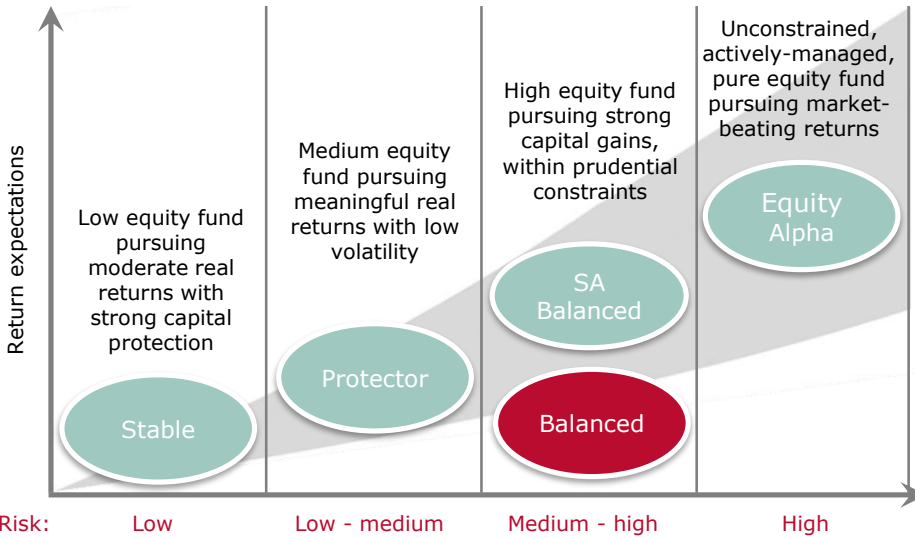 Return expectations
Low equity fund
pursuing
moderate real
returns with
strong capital
protection
Stable
Medium equity
fund pursuing
meaningful real
returns with low
volatility
Protector
High equity fund
pursuing strong
capital gains,
within prudential
constraints
SA
Balanced
Balanced
Unconstrained,
actively-managed,
pure equity fund
pursuing market-
beating returns
Equity
Alpha
Risk:
Low
Low - medium
Medium - high
High